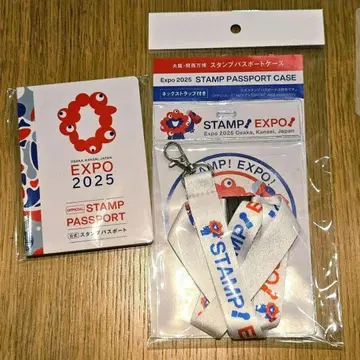 OSAKA, KANSAI, JAPAN
EXPO
2025
OFFICIAL STAMP
PASSPORT
公式 スタンプパスポート
大阪・関西万博 スタンプパスポートケース
Expo 2025 STAMP PASSPORT CASE
ネックストラップ付き
STAMP! EXPO!
Expo 2025 Osaka, Kansai, Japan
STAMP! EXPO!
STAMP!
STAMP!